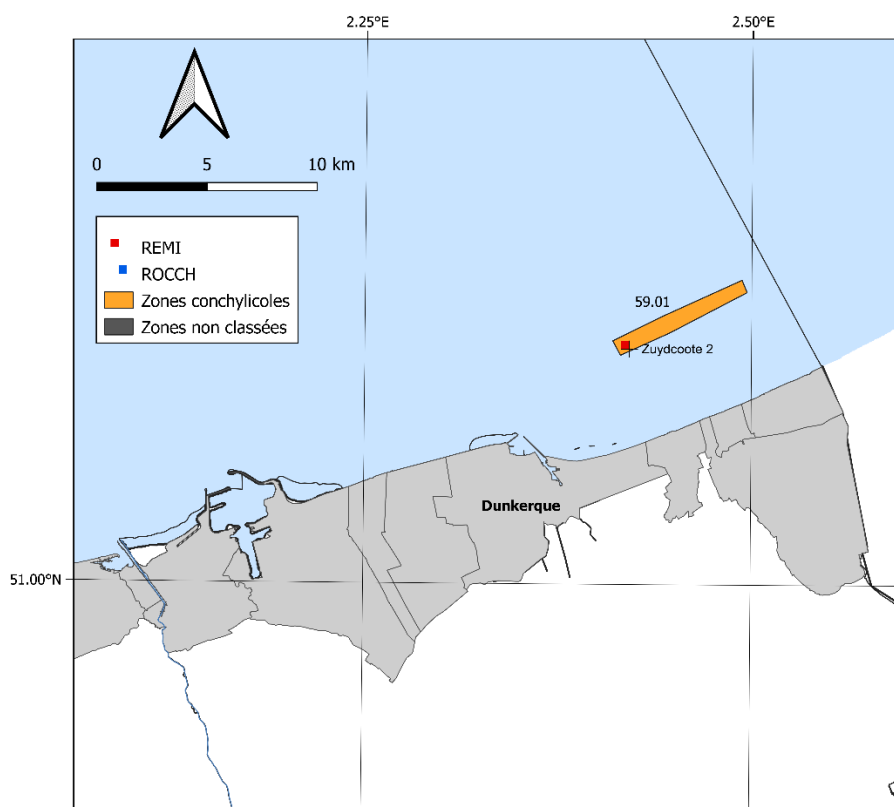 2.25°E 2.50°E
0 5 10 km
REMI
ROCCH
Zones conchylicoles
Zones non classées
59.01
Zuydcoote 2
Dunkerque
51.00°N